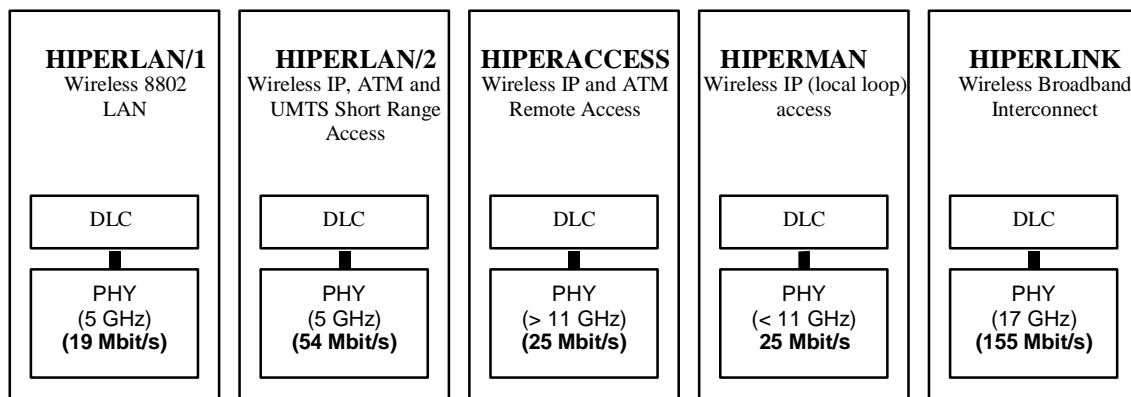 HIPERLAN/1
Wireless 8802
LAN
DLC
PHY
(5 GHz)
(19 Mbit/s)
HIPERLAN/2
Wireless IP, ATM and
UMTS Short Range
Access
DLC
PHY
(5 GHz)
(54 Mbit/s)
HIPERACCESS
Wireless IP and ATM
Remote Access
DLC
PHY
(> 11 GHz)
(25 Mbit/s)
HIPERMAN
Wireless IP (local loop)
access
DLC
PHY
(< 11 GHz)
25 Mbit/s
HIPERLINK
Wireless Broadband
Interconnect
DLC
PHY
(17 GHz)
(155 Mbit/s)